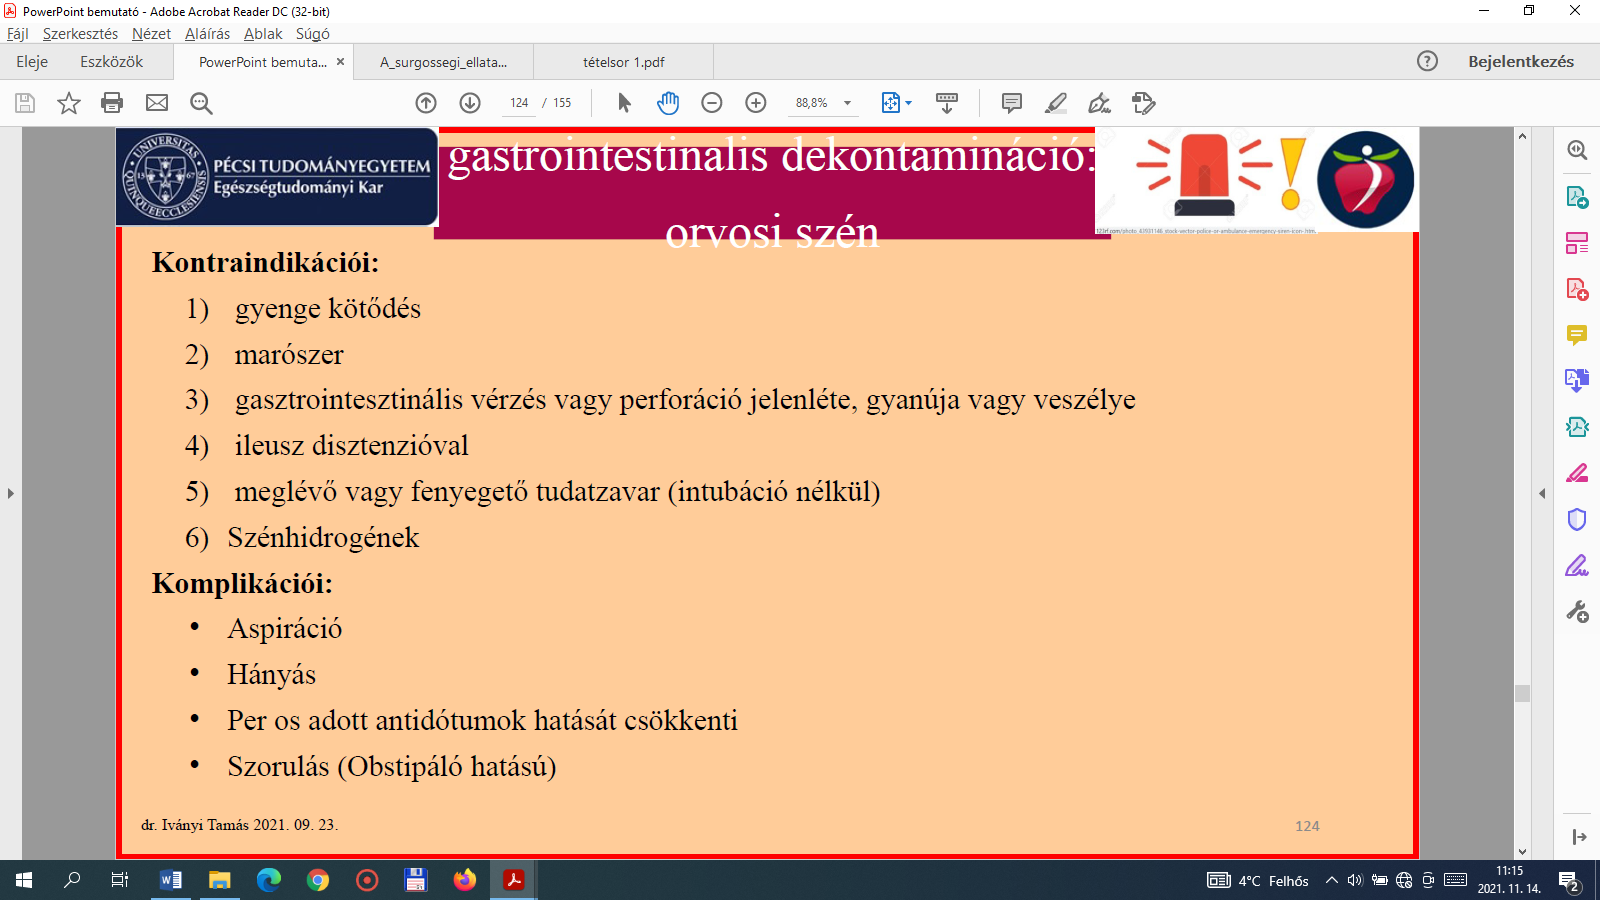 PowerPoint bemutató - Adobe Acrobat Reader DC (32-bit)
Fájl Szerkesztés Nézet Aláírás Ablak Súgó
Eleje Eszközök PowerPoint bemuta... × A_surgossegi_ellata... tételsor 1.pdf Bejelentkezés
124 / 155 88,8%
UNIVERSITAS QUINQUEECCLESIENSIS 1367
PÉCSI TUDOMÁNYEGYETEM
Egészségtudományi Kar
gastrointestinalis dekontamináció:
orvosi szén
Kontraindikációi:
1) gyenge kötődés
2) marószer
3) gasztrointesztinális vérzés vagy perforáció jelenléte, gyanúja vagy veszélye
4) ileusz disztenzióval
5) meglévő vagy fenyegető tudatzavar (intubáció nélkül)
6) Szénhidrogének
Komplikációi:
• Aspiráció
• Hányás
• Per os adott antidótumok hatását csökkenti
• Szorulás (Obstipáló hatású)
dr. Iványi Tamás 2021. 09. 23.
124
4°C Felhős
11:15
2021. 11. 14.
2